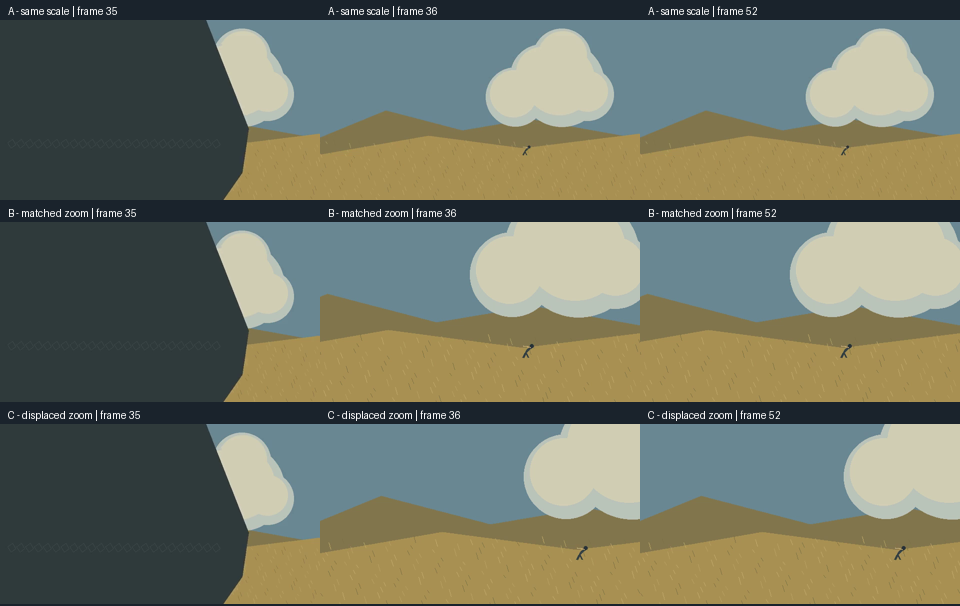 A - same scale | frame 35
A - same scale | frame 36
A - same scale | frame 52
B - matched zoom | frame 35
B - matched zoom | frame 36
B - matched zoom | frame 52
C - displaced zoom | frame 35
C - displaced zoom | frame 36
C - displaced zoom | frame 52